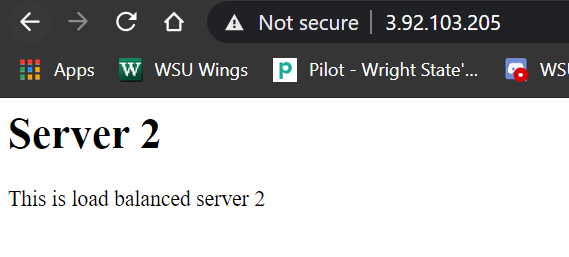 Not secure | 3.92.103.205
Apps W WSU Wings p Pilot - Wright State'... WSU
Server 2
This is load balanced server 2